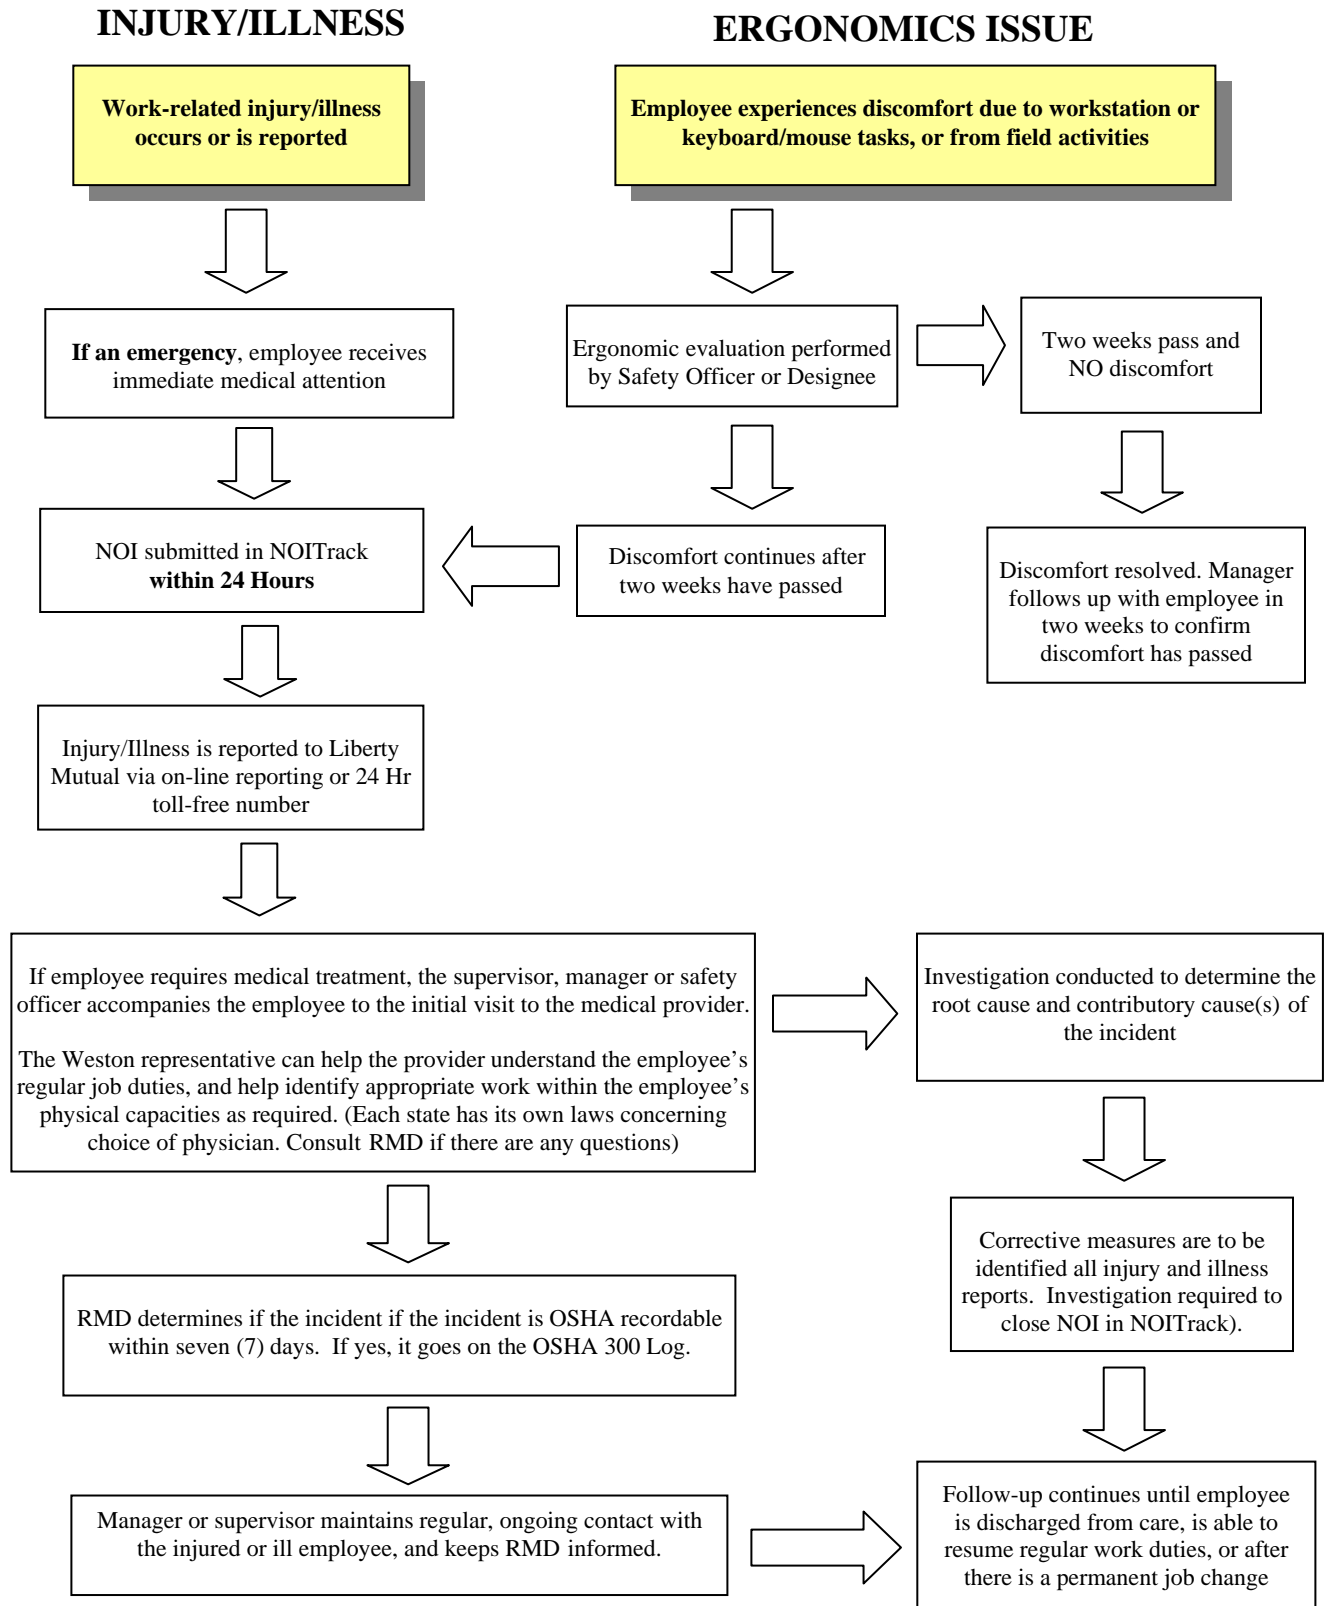 INJURY/ILLNESS
ERGONOMICS ISSUE
Work-related injury/illness
occurs or is reported
Employee experiences discomfort due to workstation or
keyboard/mouse tasks, or from field activities
If an emergency, employee receives
immediate medical attention
Ergonomic evaluation performed
by Safety Officer or Designee
Two weeks pass and
NO discomfort
NOI submitted in NOITrack
within 24 Hours
Discomfort continues after
two weeks have passed
Discomfort resolved. Manager
follows up with employee in
two weeks to confirm
discomfort has passed
Injury/Illness is reported to Liberty
Mutual via on-line reporting or 24 Hr
toll-free number
If employee requires medical treatment, the supervisor, manager or safety
officer accompanies the employee to the initial visit to the medical provider.
The Weston representative can help the provider understand the employee’s
regular job duties, and help identify appropriate work within the employee’s
physical capacities as required. (Each state has its own laws concerning
choice of physician. Consult RMD if there are any questions)
Investigation conducted to determine the
root cause and contributory cause(s) of
the incident
Corrective measures are to be
identified all injury and illness
reports.  Investigation required to
close NOI in NOITrack).
RMD determines if the incident if the incident is OSHA recordable
within seven (7) days.  If yes, it goes on the OSHA 300 Log.
Manager or supervisor maintains regular, ongoing contact with
the injured or ill employee, and keeps RMD informed.
Follow-up continues until employee
is discharged from care, is able to
resume regular work duties, or after
there is a permanent job change